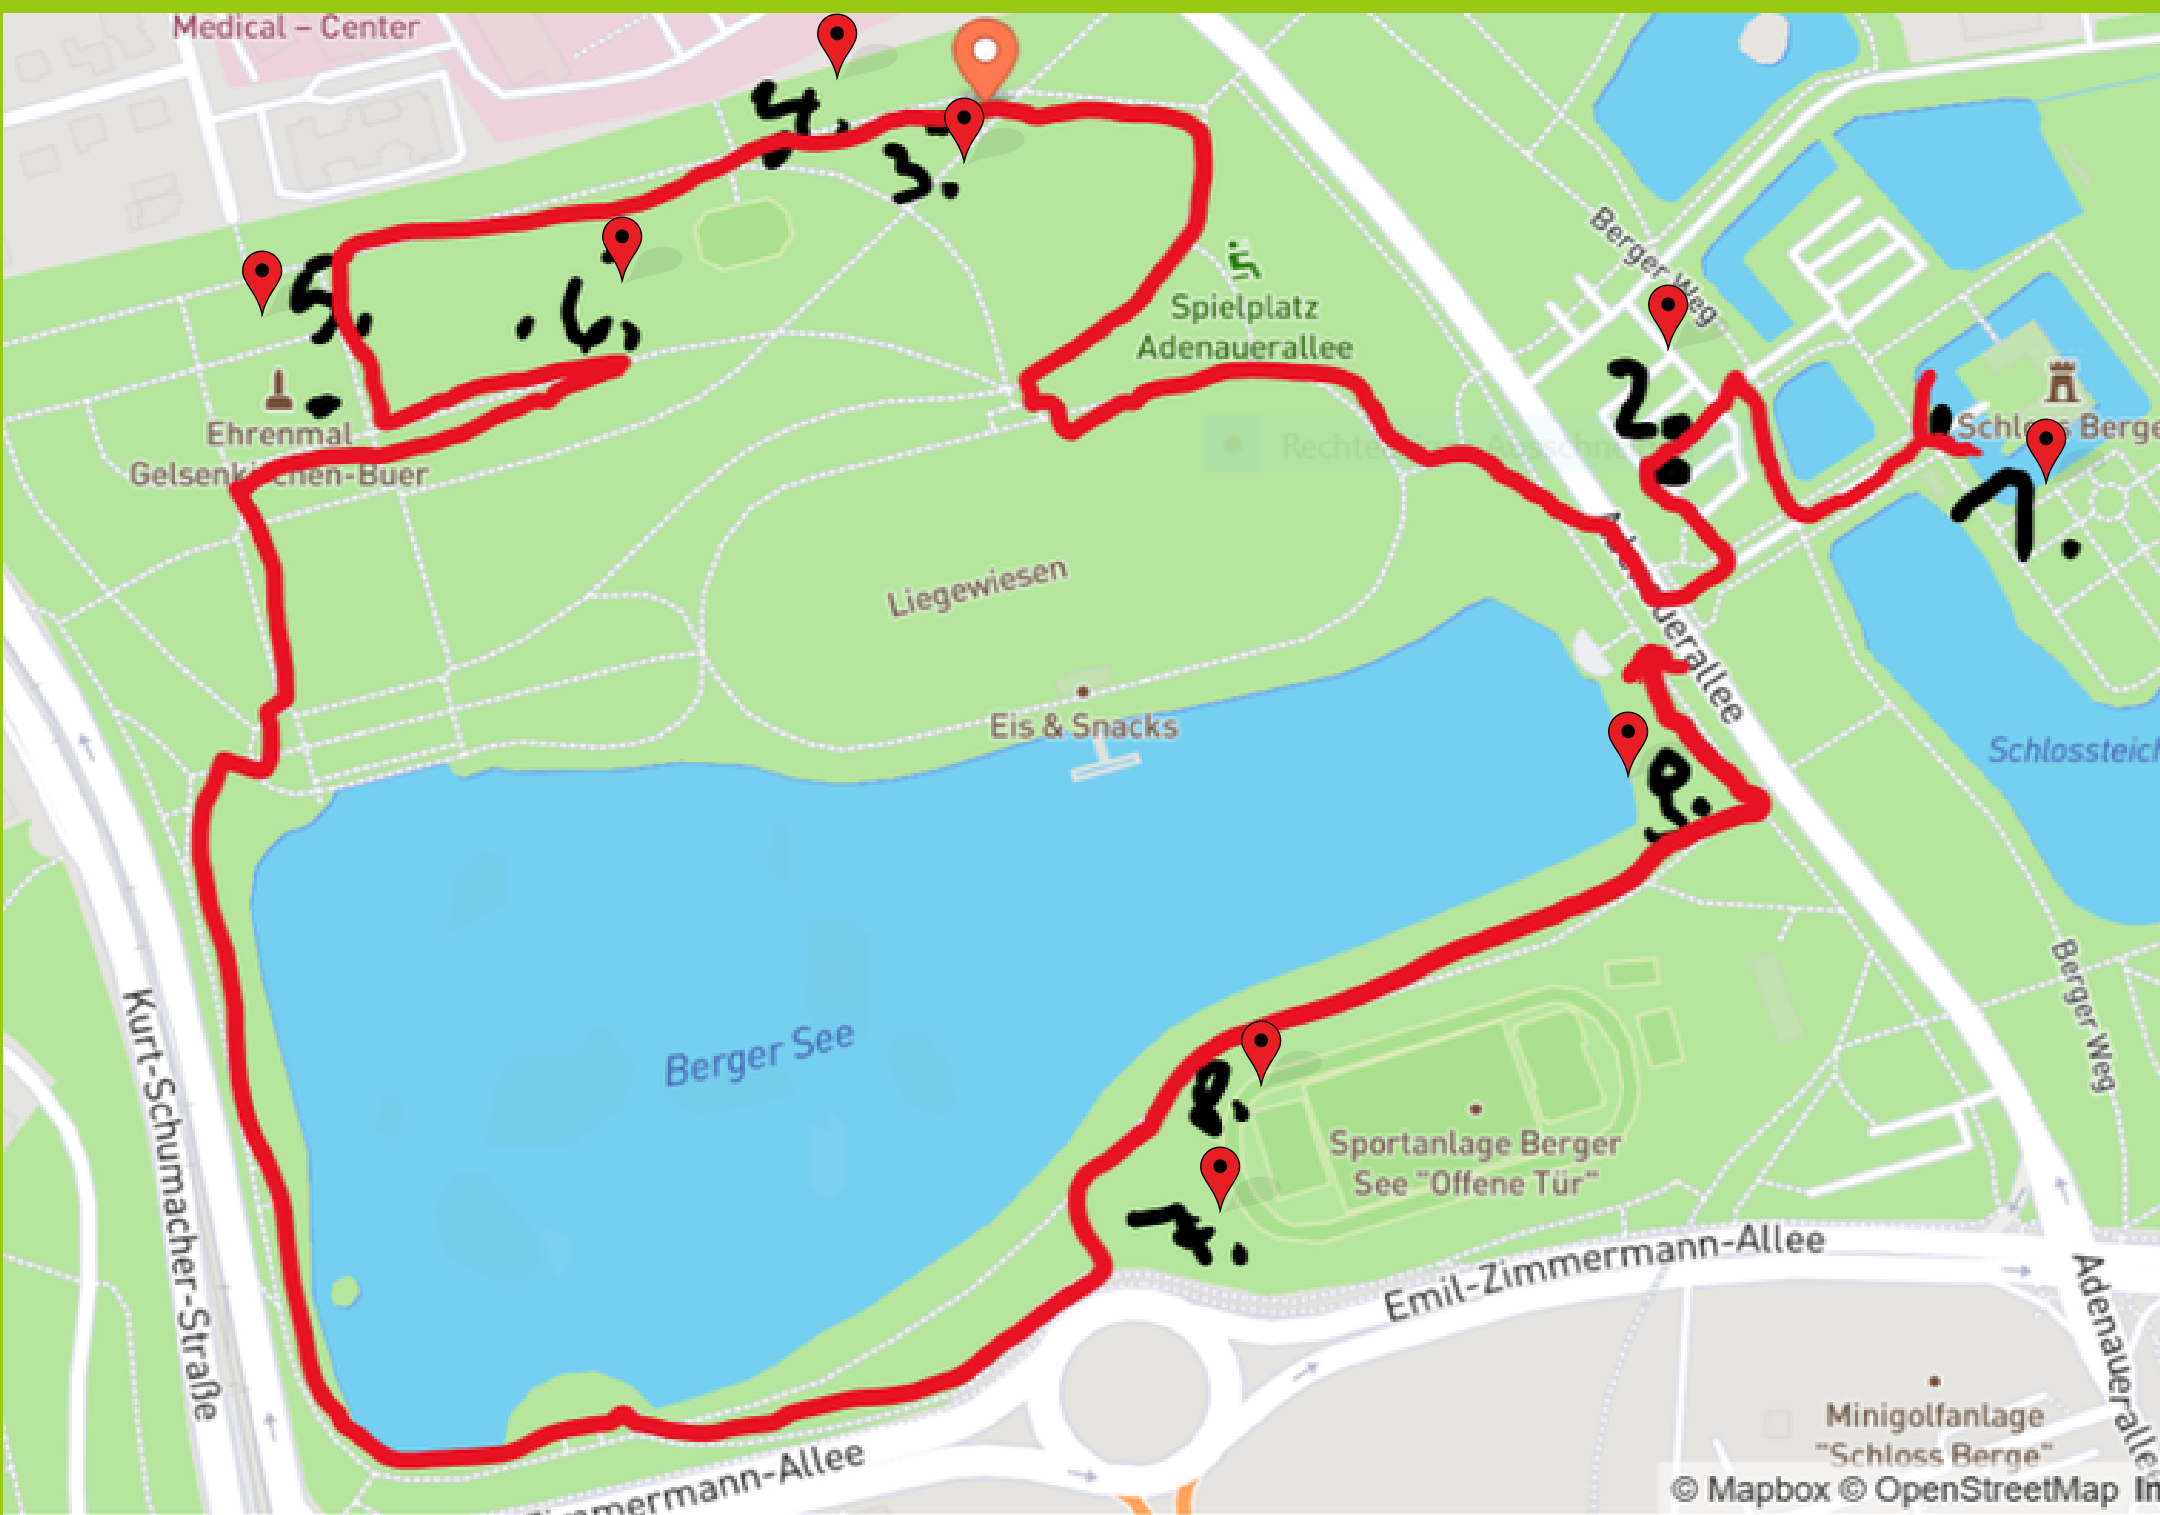 Medical – Center
4.
3.
Berger Weg
5.
6.
Spielplatz
Adenauerallee
2.
Ehrenmal
Gelsenkirchen-Buer
Schloss Berge
1.
Liegewiesen
Adenauerallee
Eis & Snacks
Schlossteich
9.
Berger See
Kurt-Schumacher-Straße
8.
Berger Weg
Sportanlage Berger
See "Offene Tür"
7.
Emil-Zimmermann-Allee
Adenauerallee
Minigolfanlage
"Schloss Berge"
Zimmermann-Allee
© Mapbox © OpenStreetMap